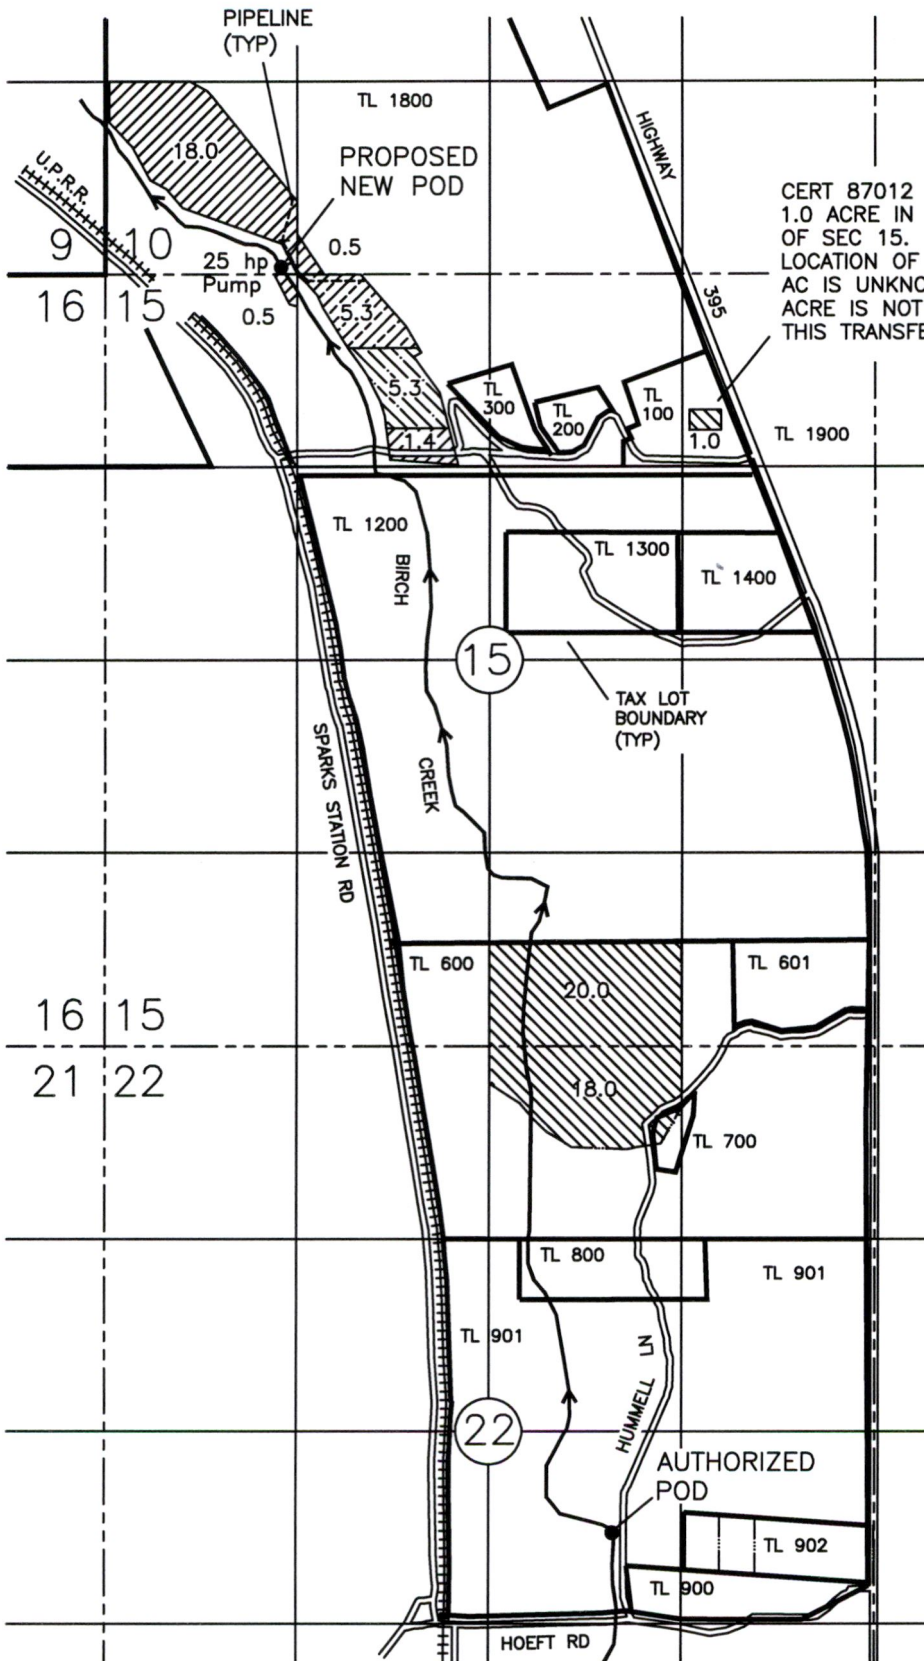 PIPELINE
(TYP)
TL 1800
18.0
PROPOSED
NEW POD
HIGHWAY
U.P.R.R.
CERT 87012
1.0 ACRE IN
OF SEC 15.
LOCATION OF
AC IS
ACRE IS NOT
THIS
9 10
0.5
25 hp
Pump
16 15
0.5
5.3
395
5.3
TL
300
TL
200
TL
100
1.4
1.0
TL 1900
TL 1200
BIRCH
TL 1300
TL 1400
15
TAX LOT
BOUNDARY
(TYP)
SPARKS STATION RD
CREEK
TL 600
TL 601
20.0
16 15
21 22
18.0
TL 700
TL 800
TL 901
TL 901
HUMMELL LN
22
AUTHORIZED
POD
TL 902
TL 900
HOEFT RD